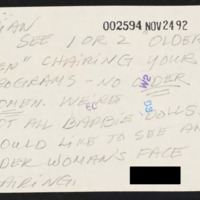 002594 NOV 24 92
SEE 1 OR 2 "OLDER
" CHAIRING YOUR
PROGRAMS - NO OLDER
WOMEN. WE'RE
NOT ALL BARBIE DOLLS
WOULD LIKE TO SEE AN
OLDER WOMAN'S FACE
CHAIRING.